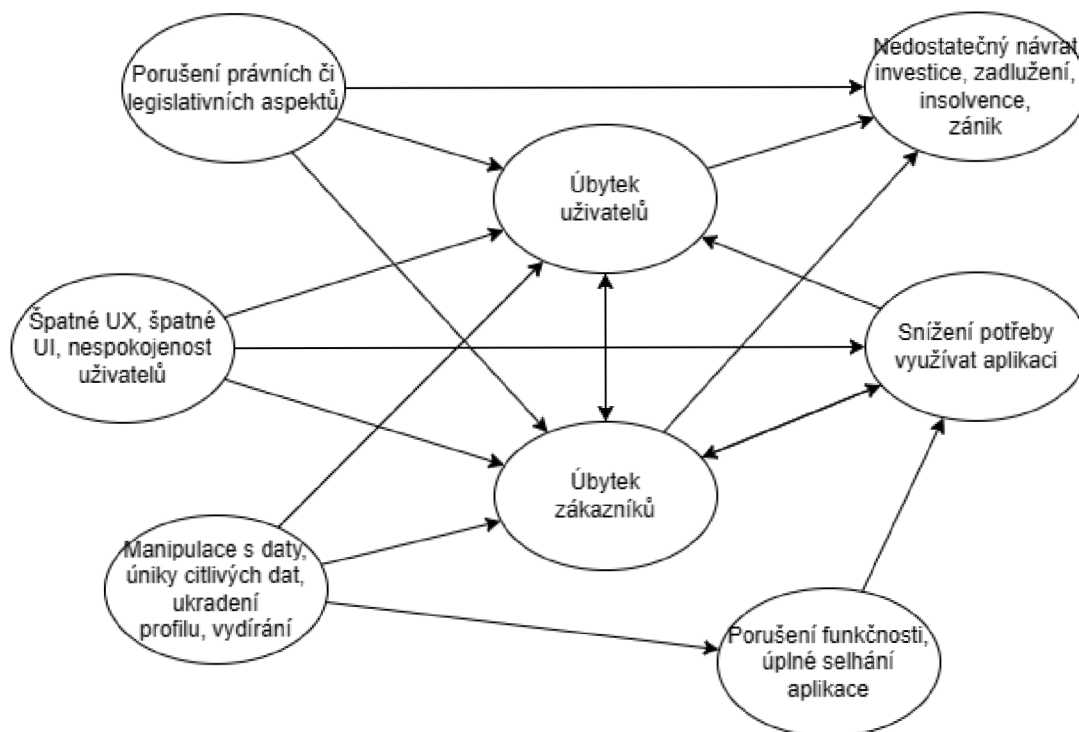 Porušení právních či
legislativních aspektů
Nedostatečný návrat
investice, zadlužení,
insolvence,
zánik
Úbytek
uživatelů
Špatné UX, špatné
UI, nespokojenost
uživatelů
Snížení potřeby
využívat aplikaci
Úbytek
zákazníků
Manipulace s daty,
úniky citlivých dat,
ukradení
profilu, vydírání
Porušení funkčnosti,
úplné selhání
aplikace